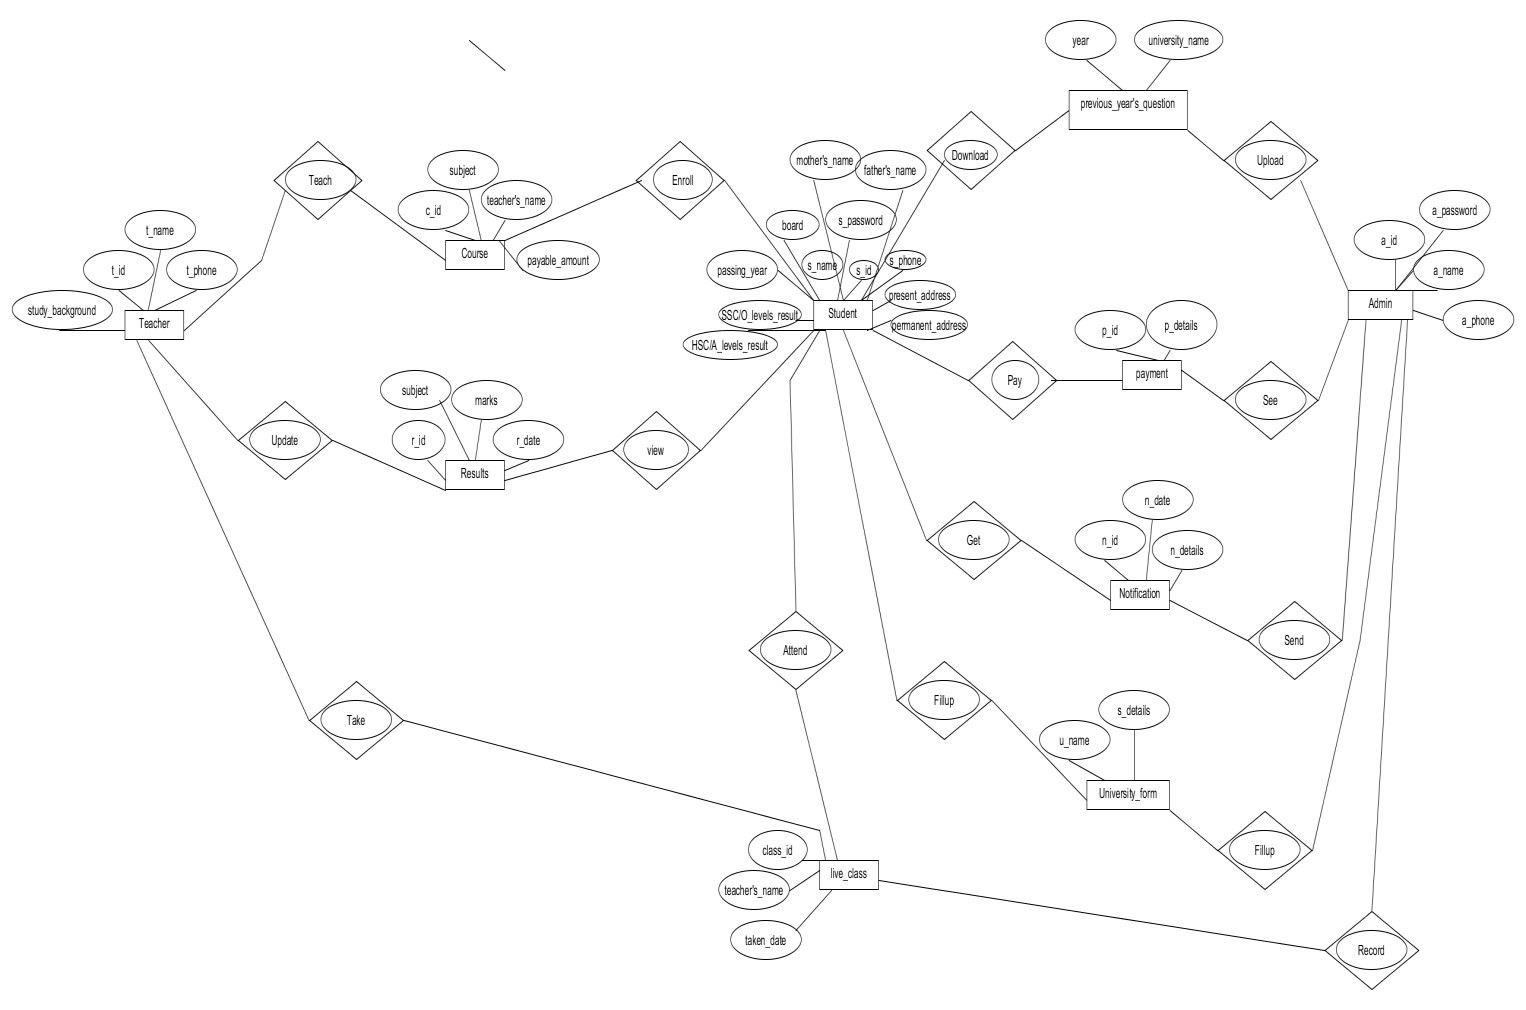 year
university_name
previous_year's_question
Download
Upload
mother's_name
father's_name
Teach
subject
Enroll
c_id
teacher's_name
Course
payable_amount
board
s_password
a_password
a_id
a_name
t_name
t_id
t_phone
passing_year
s_name
s_id
s_phone
study_background
Teacher
SSC/O_levels_result
Student
present_address
permanent_address
HSC/A_levels_result
Admin
a_phone
p_id
p_details
Pay
payment
See
subject
marks
Update
r_id
r_date
view
Results
n_date
Get
n_id
n_details
Notification
Send
Attend
Fillup
Take
s_details
u_name
University_form
Fillup
class_id
live_class
teacher's_name
taken_date
Record